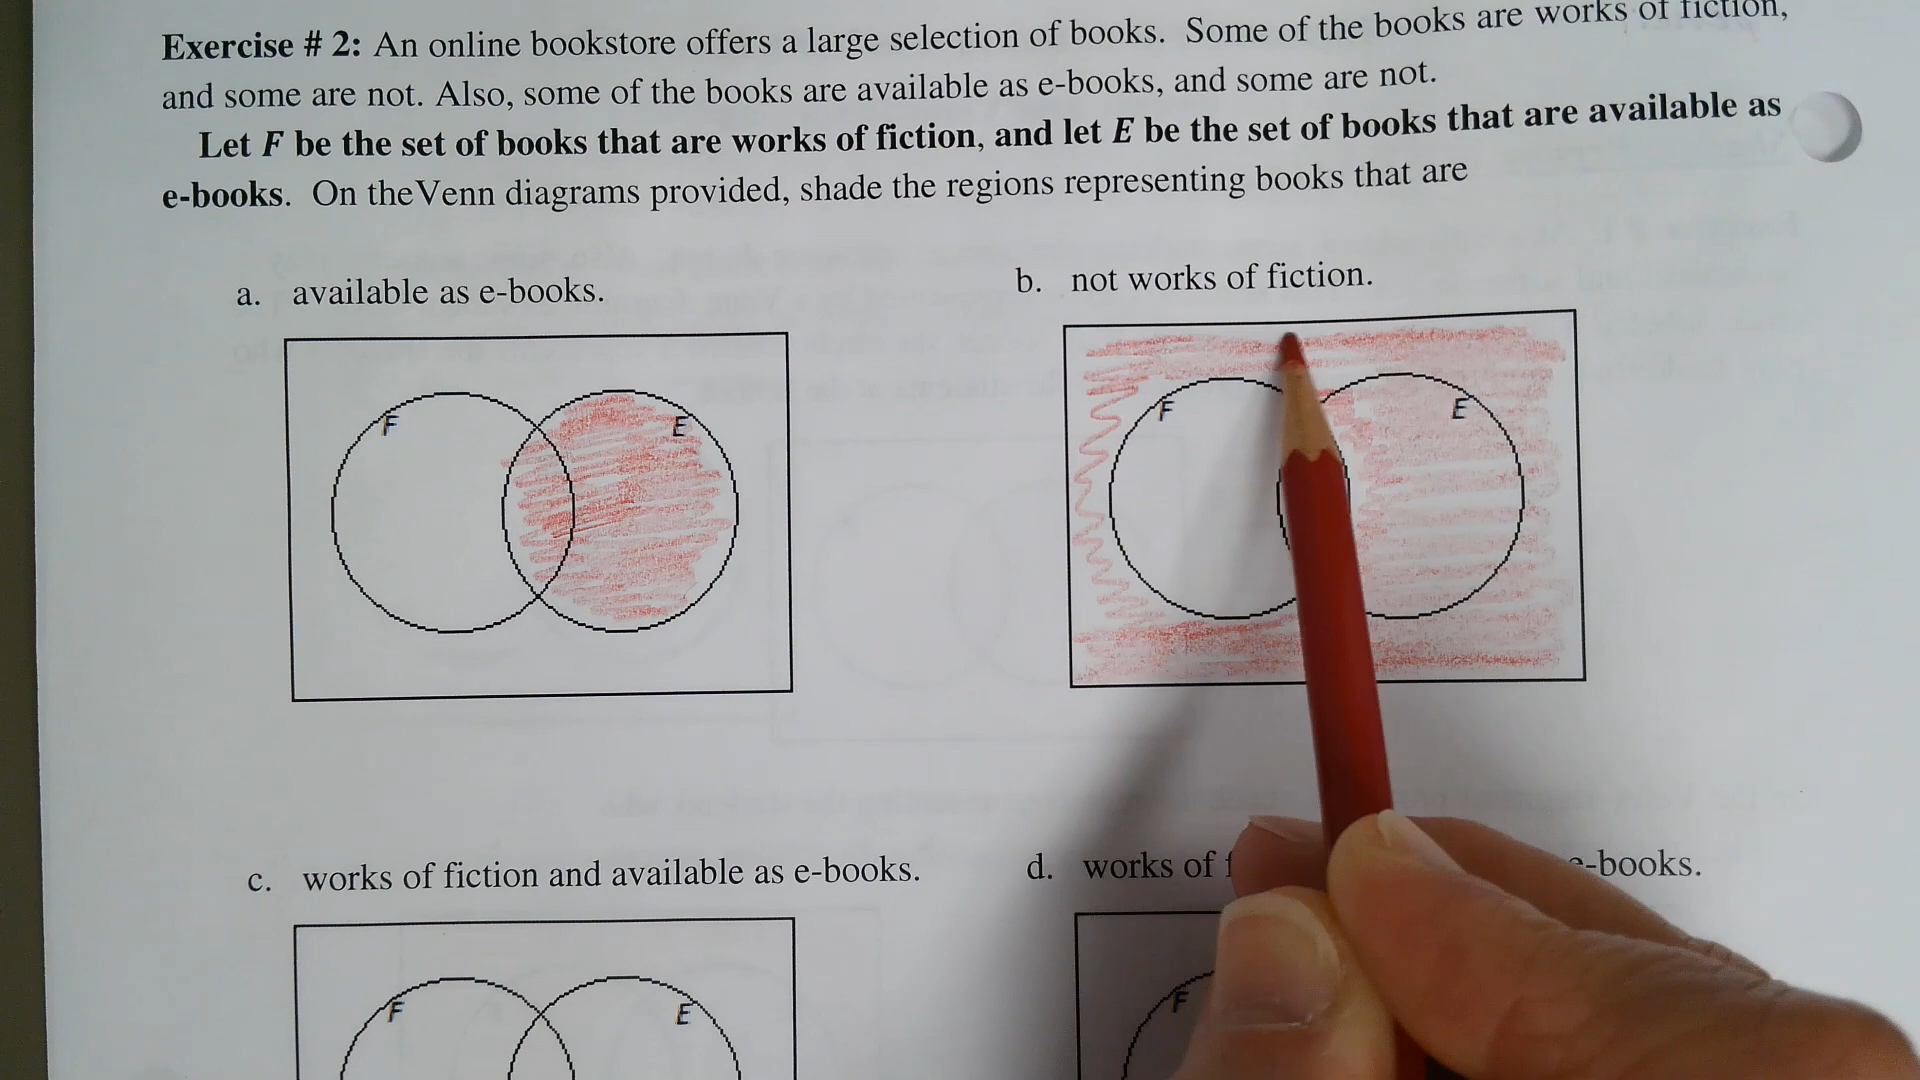 Exercise # 2: An online bookstore offers a large selection of books. Some of the books are works of fiction,
and some are not. Also, some of the books are available as e-books, and some are not.
Let F be the set of books that are works of fiction, and let E be the set of books that are available as
e-books. On theVenn diagrams provided, shade the regions representing books that are
a. available as e-books.
b. not works of fiction.
F E
F E
c. works of fiction and available as e-books.
d. works of e-books.
F E
F